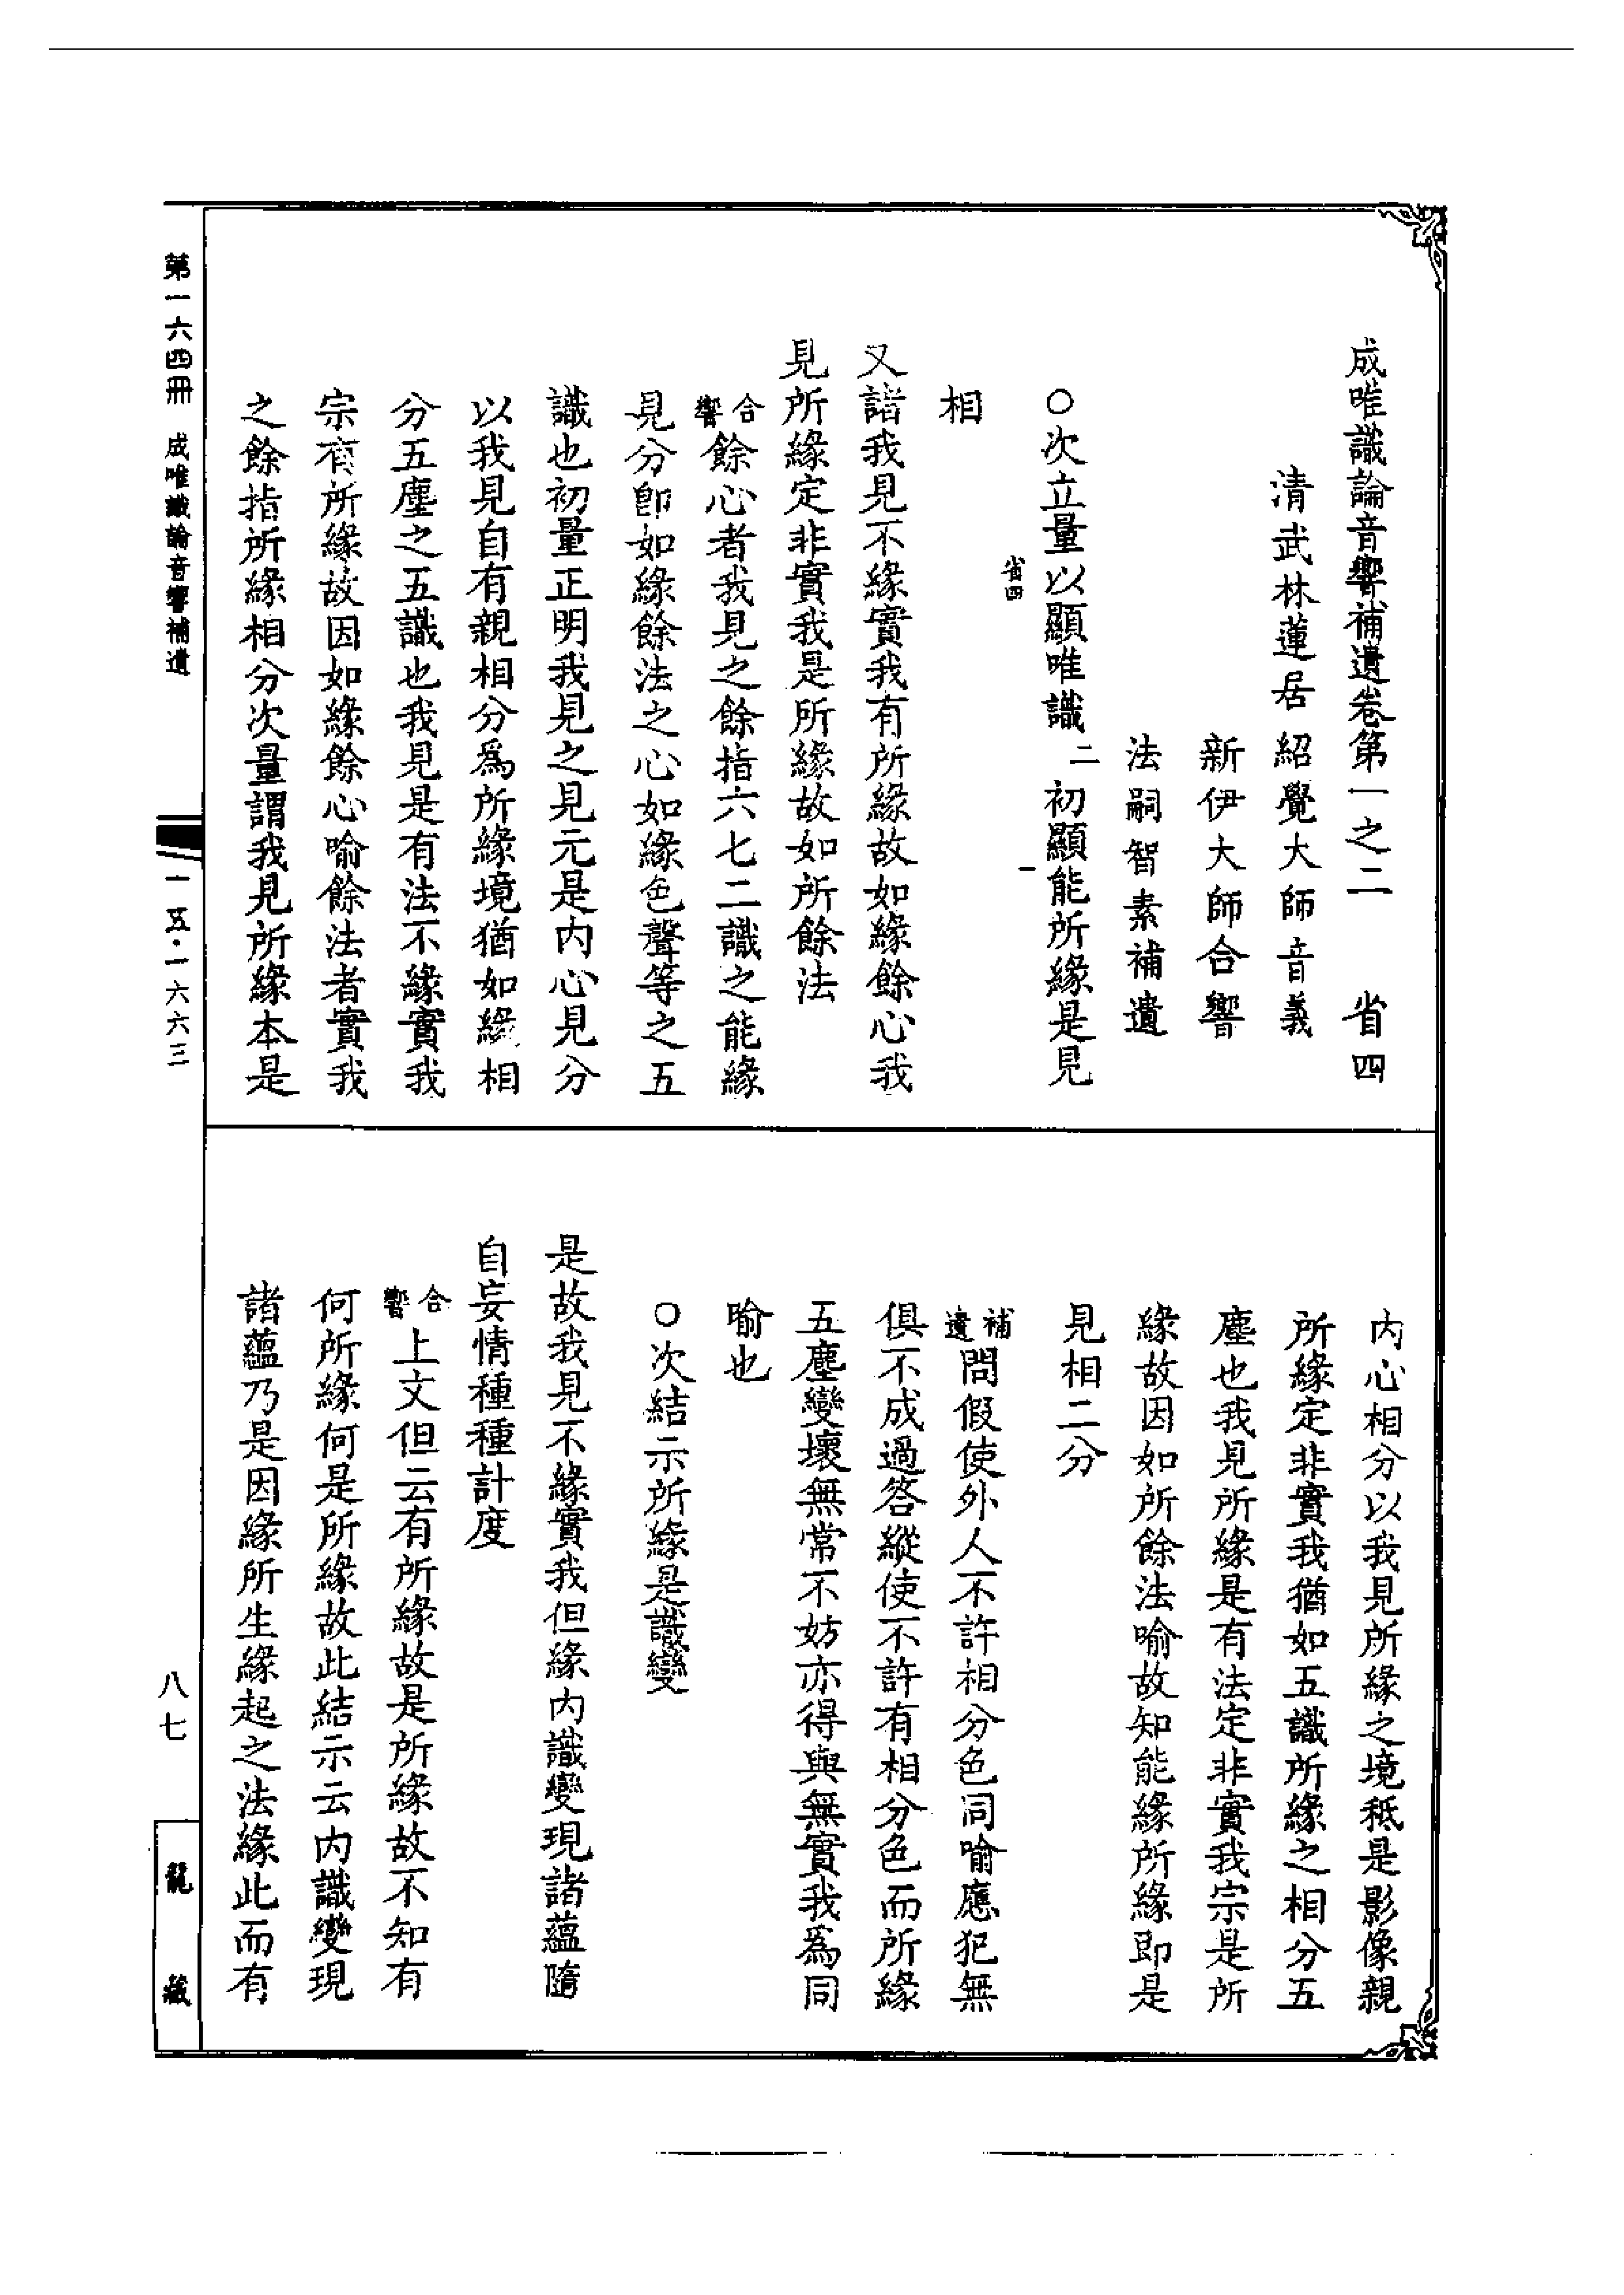 成唯識論音響補遺卷第一之二　省四
清武林蓮居紹覺大師音義
新伊大師合響
法嗣智素補遺
○次立量以顯唯識二　初顯能所緣是見
省四　一
相
又諸我見不緣實我有所緣故如緣餘心我
見所緣定非實我是所緣故如所餘法
合響餘心者我見之餘指六七二識之能緣
見分卽如緣餘法之心如緣色聲等之五
識也初量正明我見之見元是內心見分
以我見自有親相分爲所緣境猶如緣相
分五塵之五識也我見是有法不緣實我
宗有所緣故因如緣餘心喻餘法者實我
之餘指所緣相分次量謂我見所緣本是
內心相分以我見所緣之境秪是影像親
所緣定非實我猶如五識所緣之相分五
塵也我見所緣是有法定非實我宗是所
緣故因如所餘法喻故知能緣所緣即是
見相二分
補遺問假使外人不許相分色同喻應犯無
俱不成過答縱使不許有相分色而所緣
五塵變壞無常不妨亦得與無實我爲同
喻也
○次結示所緣是識變
是故我見不緣實我但緣內識變現諸蘊隨
自妄情種種計度
合響上文但云有所緣故是所緣故不知有
何所緣何是所緣故此結示云內識變現
諸蘊乃是因緣所生緣起之法緣此而有
第一六四冊　成唯識論音響補遺
一五·一六六三
八七
龍藏